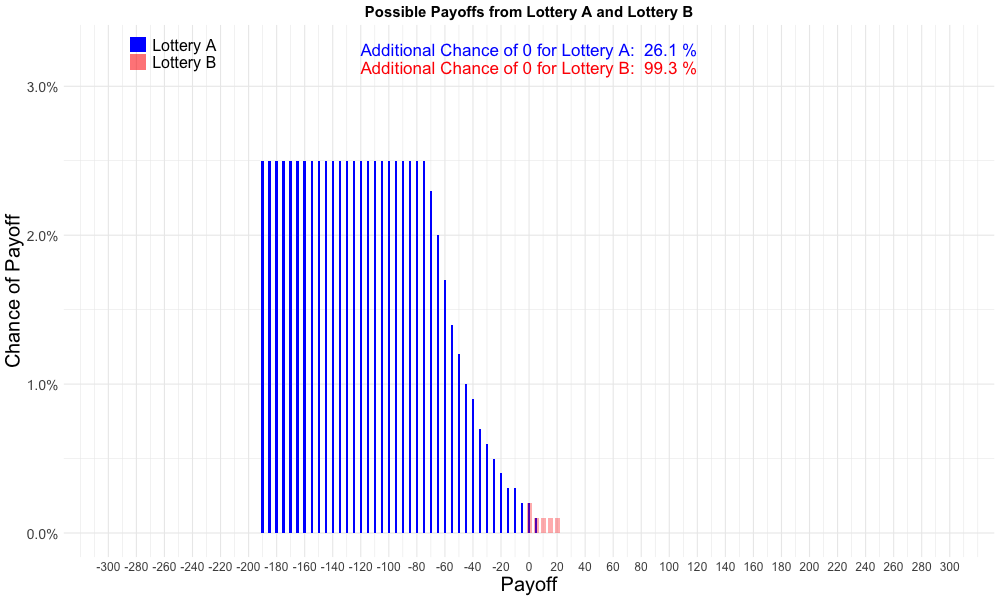 Possible Payoffs from Lottery A and Lottery B
Lottery A
Lottery B
Additional Chance of 0 for Lottery A: 26.1 %
Additional Chance of 0 for Lottery B: 99.3 %
Chance of Payoff
3.0%
2.0%
1.0%
0.0%
-300 -280 -260 -240 -220 -200 -180 -160 -140 -120 -100 -80 -60 -40 -20 0 20 40 60 80 100 120 140 160 180 200 220 240 260 280 300
Payoff